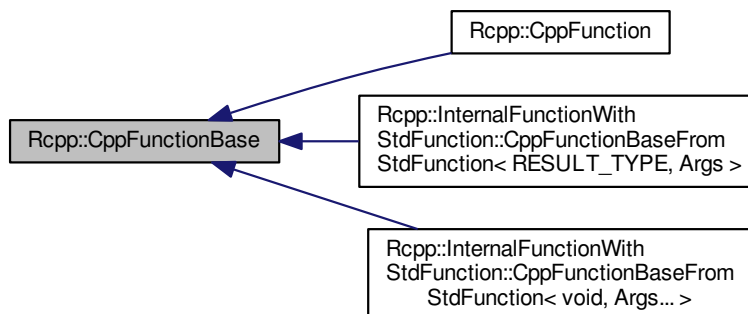 Rcpp::CppFunction
Rcpp::CppFunctionBase
Rcpp::InternalFunctionWith
StdFunction::CppFunctionBaseFrom
StdFunction< RESULT_TYPE, Args >
Rcpp::InternalFunctionWith
StdFunction::CppFunctionBaseFrom
StdFunction< void, Args... >